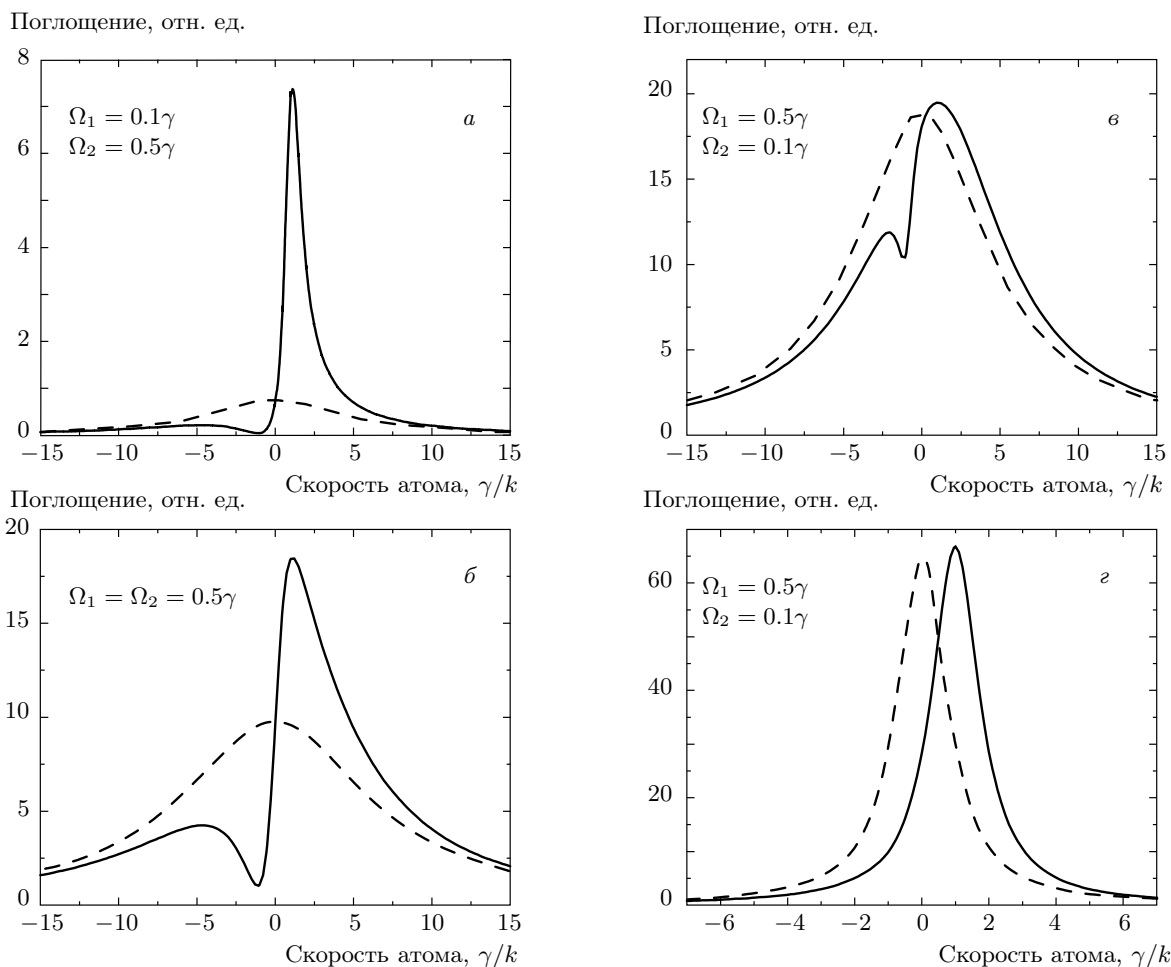 Поглощение, отн. ед.
8
6
4
2
0
Ω₁ = 0.1γ
Ω₂ = 0.5γ
а
−15 −10 −5 0 5 10 15
Скорость атома, γ/k
Поглощение, отн. ед.
20
15
10
5
0
Ω₁ = 0.5γ
Ω₂ = 0.1γ
в
−15 −10 −5 0 5 10 15
Скорость атома, γ/k
Поглощение, отн. ед.
20
15
10
5
0
Ω₁ = Ω₂ = 0.5γ
б
−15 −10 −5 0 5 10 15
Скорость атома, γ/k
Поглощение, отн. ед.
60
40
20
0
Ω₁ = 0.5γ
Ω₂ = 0.1γ
г
−6 −4 −2 0 2 4 6
Скорость атома, γ/k